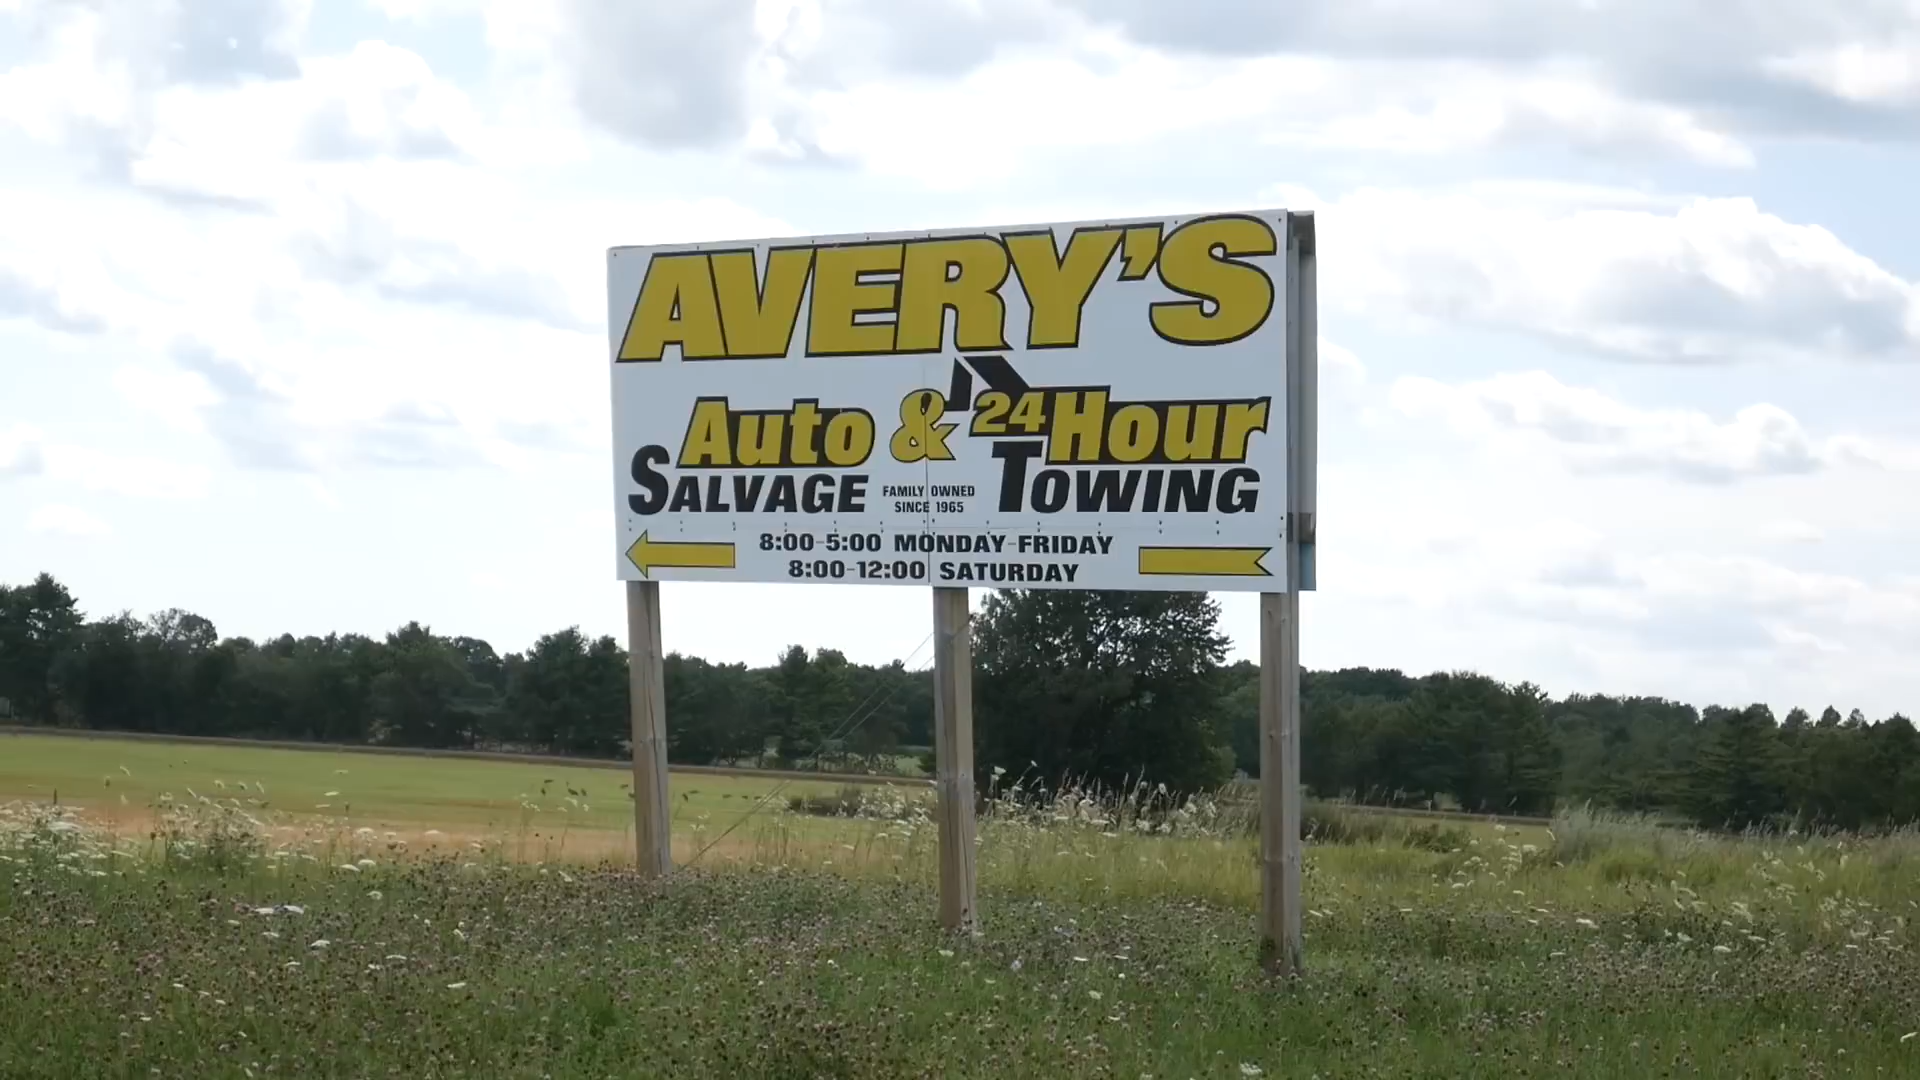 AVERY'S
Auto & 24 Hour
SALVAGE FAMILY OWNED SINCE 1965 TOWING
8:00-5:00 MONDAY-FRIDAY
8:00-12:00 SATURDAY